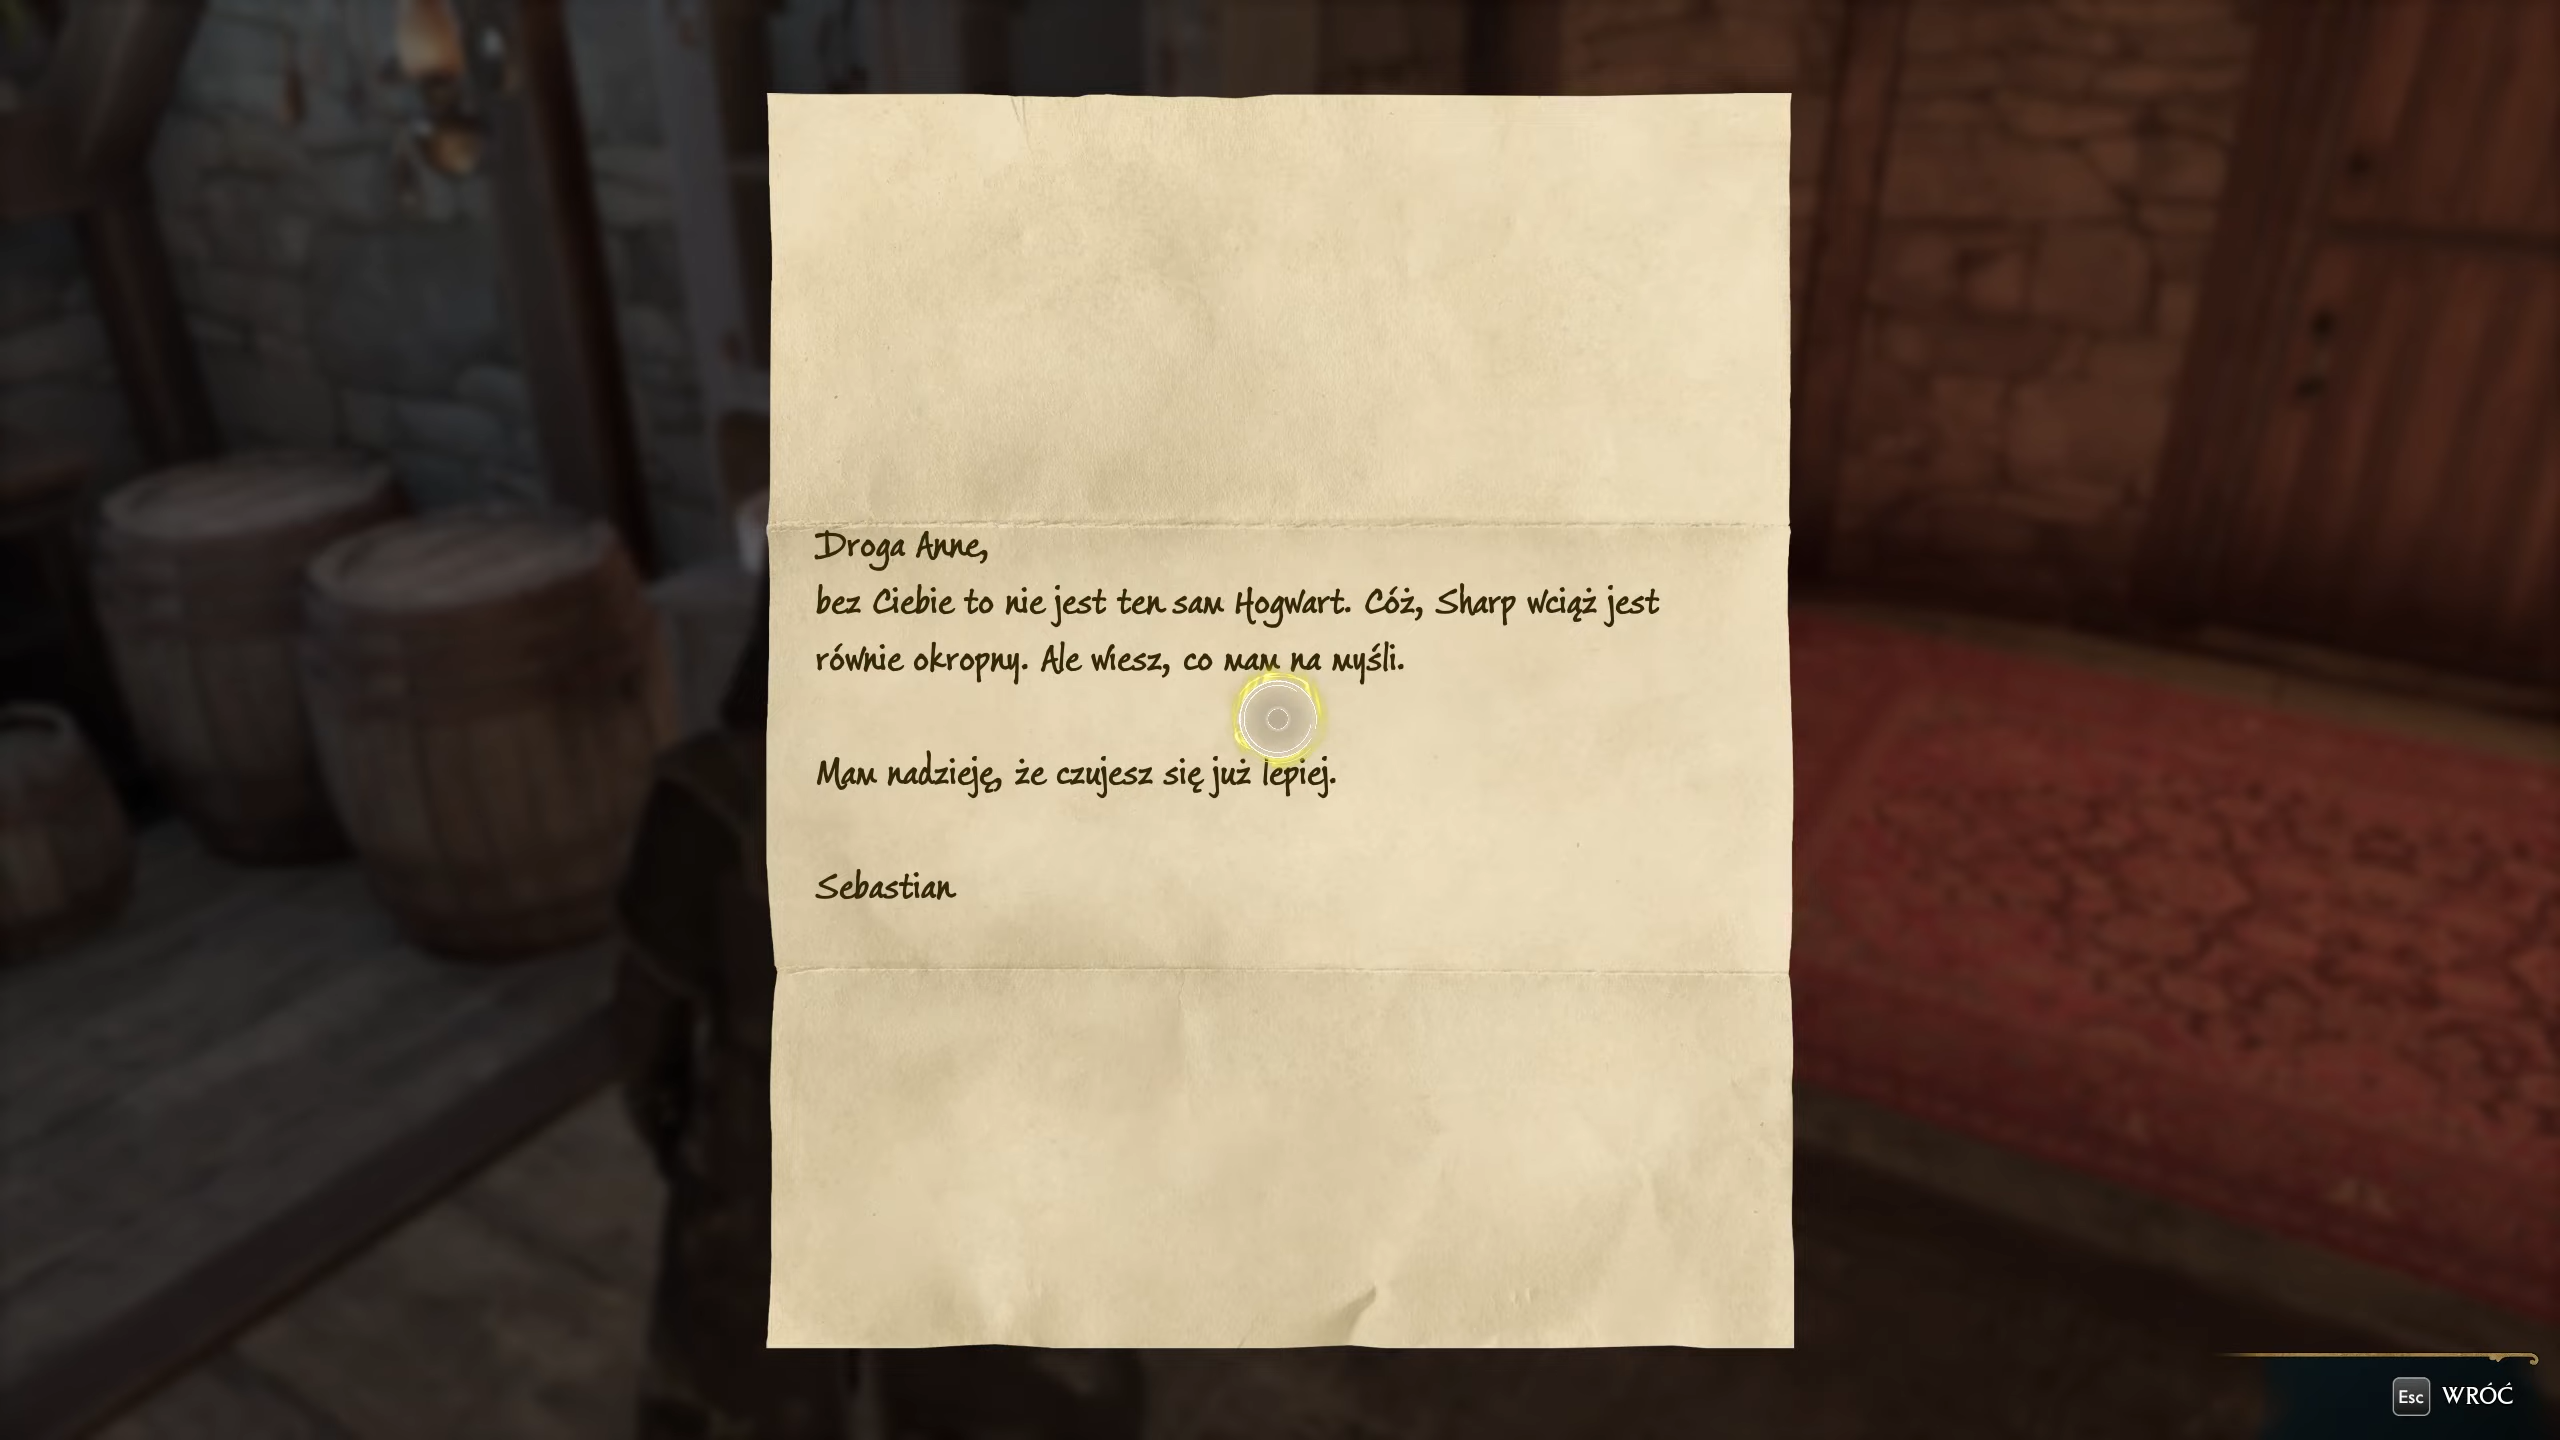 Droga Anne,
bez Ciebie to nie jest ten sam Hogwart. Cóż, Sharp wciąż jest
równie okropny. Ale wiesz, co mam na myśli.
Mam nadzieję, że czujesz się już lepiej.
Sebastian
Esc WRÓĆ